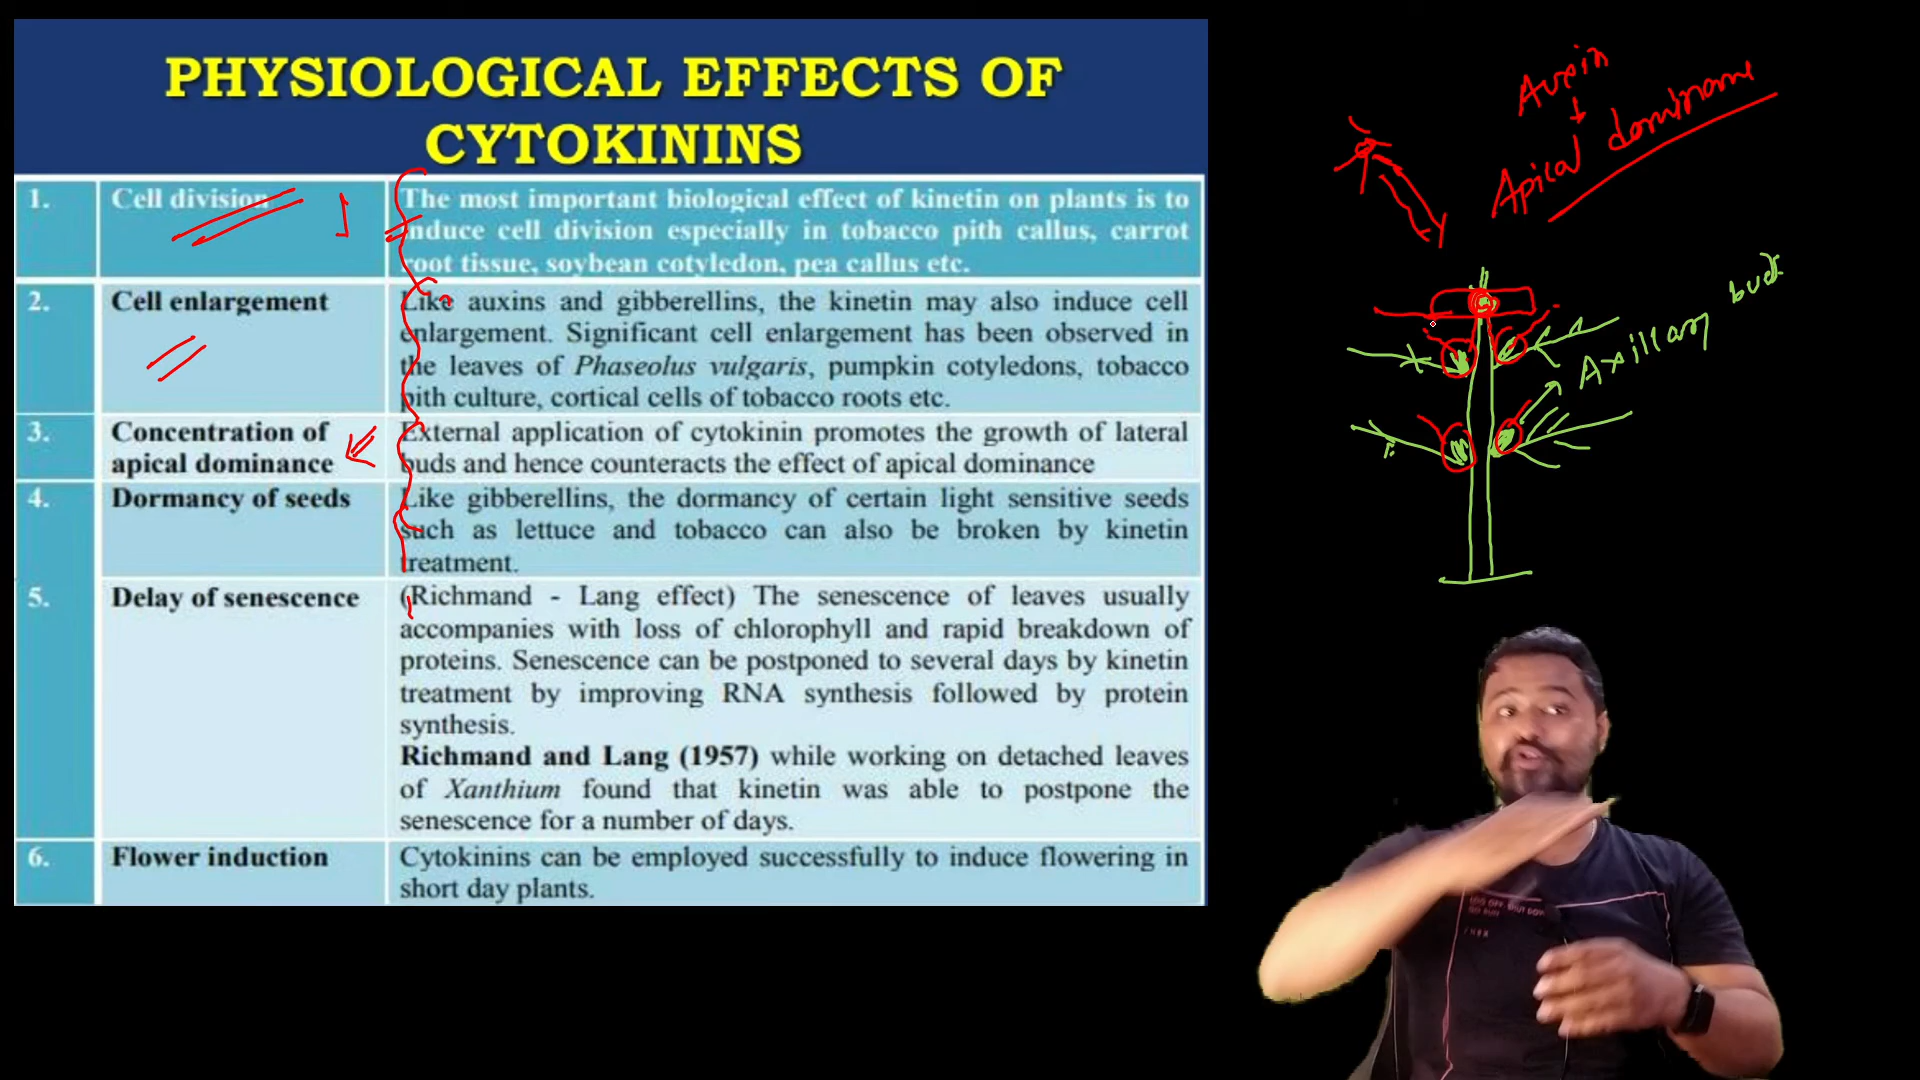 PHYSIOLOGICAL EFFECTS OF
CYTOKININS
1. Cell division
The most important biological effect of kinetin on plants is to
induce cell division especially in tobacco pith callus, carrot
root tissue, soybean cotyledon, pea callus etc.
2. Cell enlargement
Like auxins and gibberellins, the kinetin may also induce cell
enlargement. Significant cell enlargement has been observed in
the leaves of Phaseolus vulgaris, pumpkin cotyledons, tobacco
pith culture, cortical cells of tobacco roots etc.
3. Concentration of
apical dominance
External application of cytokinin promotes the growth of lateral
buds and hence counteracts the effect of apical dominance
4. Dormancy of seeds
Like gibberellins, the dormancy of certain light sensitive seeds
such as lettuce and tobacco can also be broken by kinetin
treatment.
5. Delay of senescence
(Richmand - Lang effect) The senescence of leaves usually
accompanies with loss of chlorophyll and rapid breakdown of
proteins. Senescence can be postponed to several days by kinetin
treatment by improving RNA synthesis followed by protein
synthesis.
Richmand and Lang (1957) while working on detached leaves
of Xanthium found that kinetin was able to postpone the
senescence for a number of days.
6. Flower induction
Cytokinins can be employed successfully to induce flowering in
short day plants.
Auxin
Apical dominance
Axillary bud